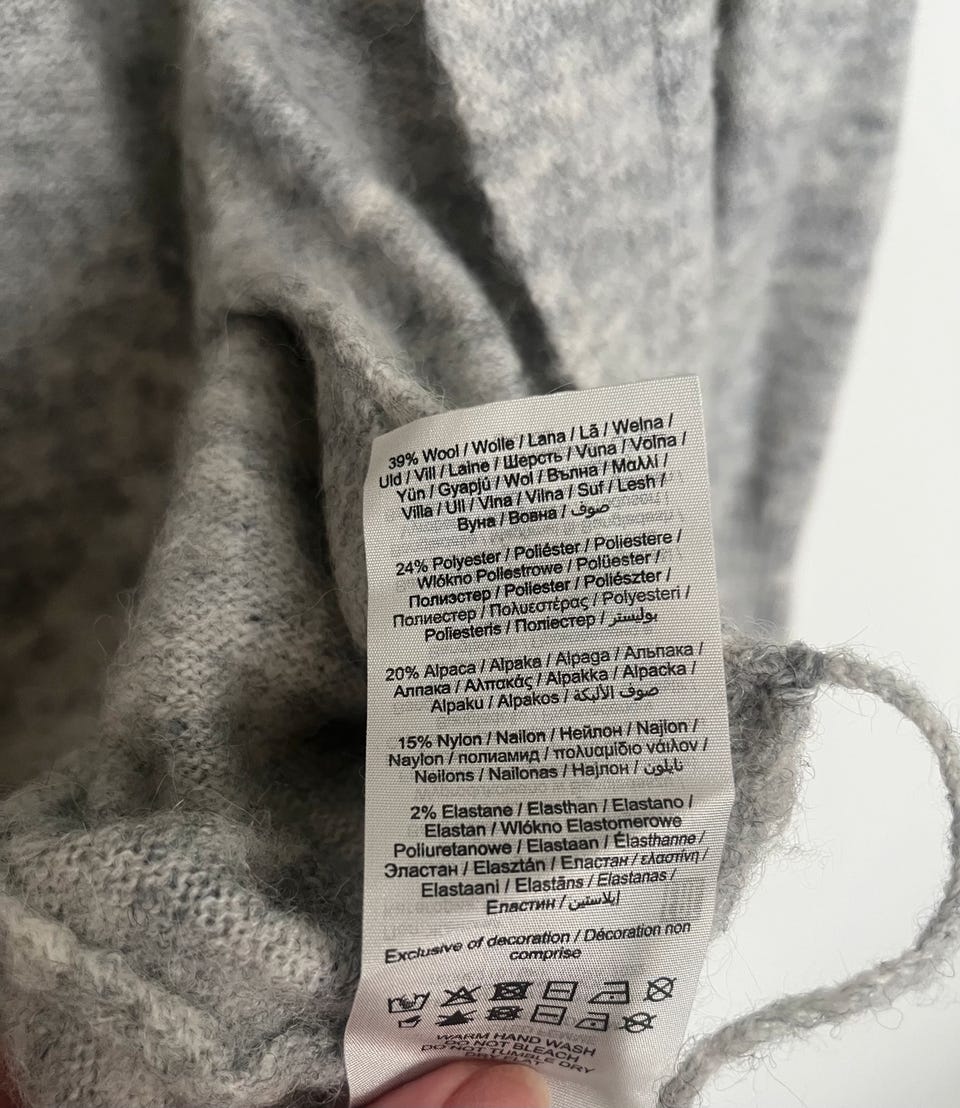 39% Wool / Wolle / Lana / Lã / Wełna /
Uld / Vill / Laine / Шерсть / Vuna / Volna /
Yün / Gyapjú / Wol / Вълна / Μαλλί /
Villa / Ull / Vlna / Vilna / Suf / Lesh /
Вуна / Вовна / صوف
24% Polyester / Poliéster / Poliestere /
Włókno Poliestrowe / Polüester /
Полиэстер / Poliester / Poliészter /
Полиестер / Πολυεστέρας / Polyesteri /
Poliesteris / Поліестер / بوليستر
20% Alpaca / Alpaka / Alpaga / Альпака /
Алпака / Αλπακάς / Alpakka / Alpacka /
Alpaku / Alpakos / صوف الألبكة
15% Nylon / Nailon / Нейлон / Najlon /
Naylon / полиамид / πολυαμίδιο νάιλον /
Neilons / Nailonas / Најлон / نايلون
2% Elastane / Elasthan / Elastano /
Elastan / Włókno Elastomerowe
Poliuretanowe / Elastaan / Élasthanne /
Эластан / Elasztán / Еластан / ελαστίνη /
Elastaani / Elastāns / Elastanas /
Еластин / إيلاستين
Exclusive of decoration / Décoration non
comprise
WARM HAND WASH
DO NOT BLEACH
DO NOT TUMBLE DRY
DRY FLAT